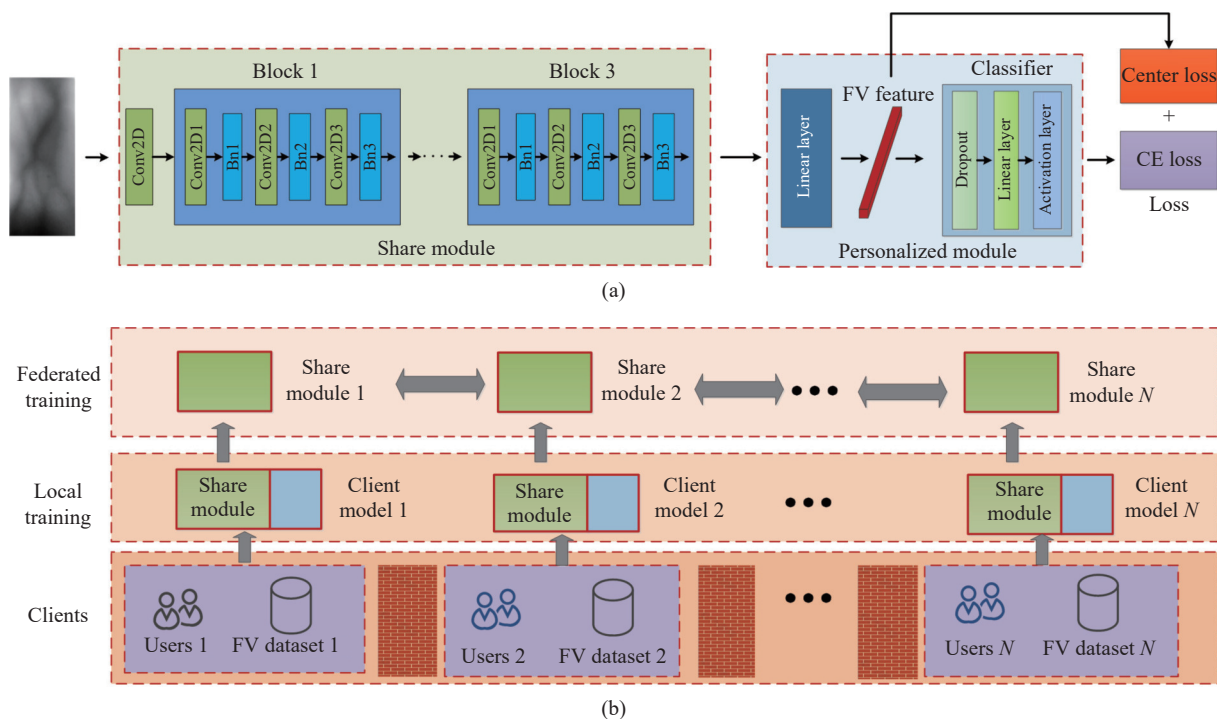 Block 1
Block 3
Conv2D
Conv2D1
Bn1
Conv2D2
Bn2
Conv2D3
Bn3
Conv2D1
Bn1
Conv2D2
Bn2
Conv2D3
Bn3
Share module
Linear layer
FV feature
Classifier
Dropout
Linear layer
Activation layer
Personalized module
Center loss
+
CE loss
Loss
(a)
Federated
training
Share
module 1
Share
module 2
Share
module N
Local
training
Share
module
Client
model 1
Share
module
Client
model 2
Share
module
Client
model N
Clients
Users 1
FV dataset 1
Users 2
FV dataset 2
Users N
FV dataset N
(b)